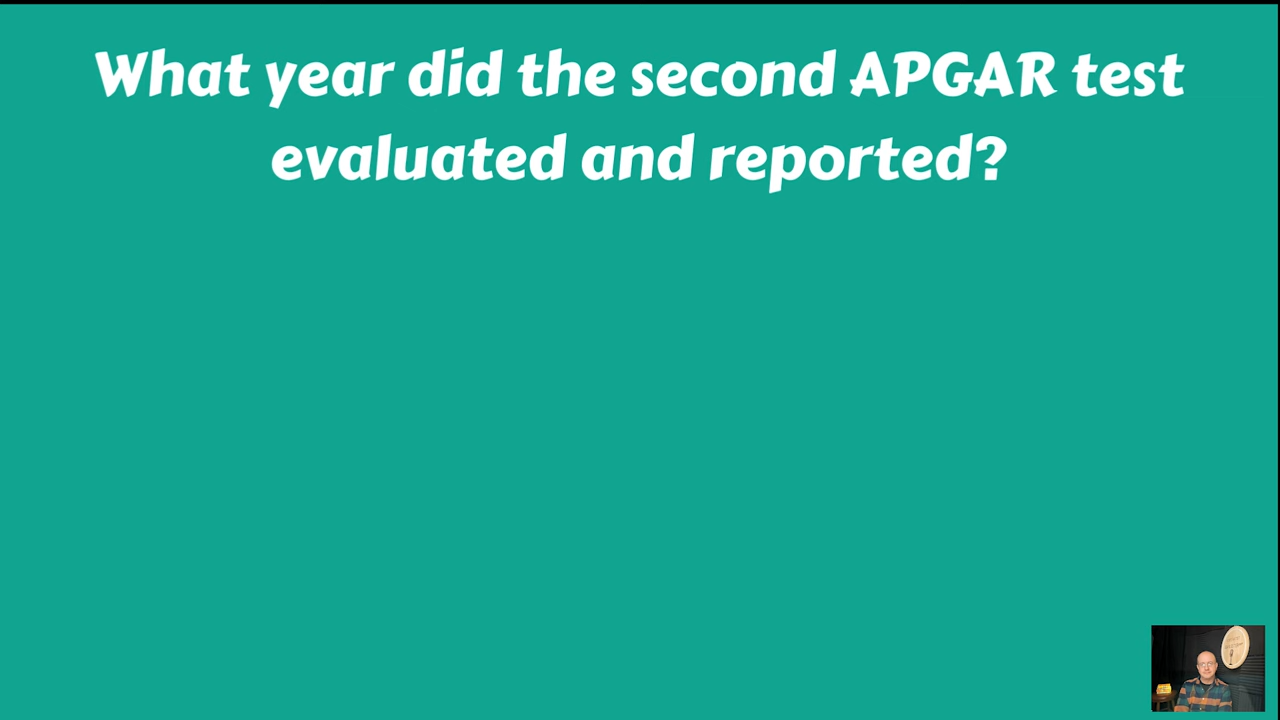 What year did the second APGAR test
evaluated and reported?